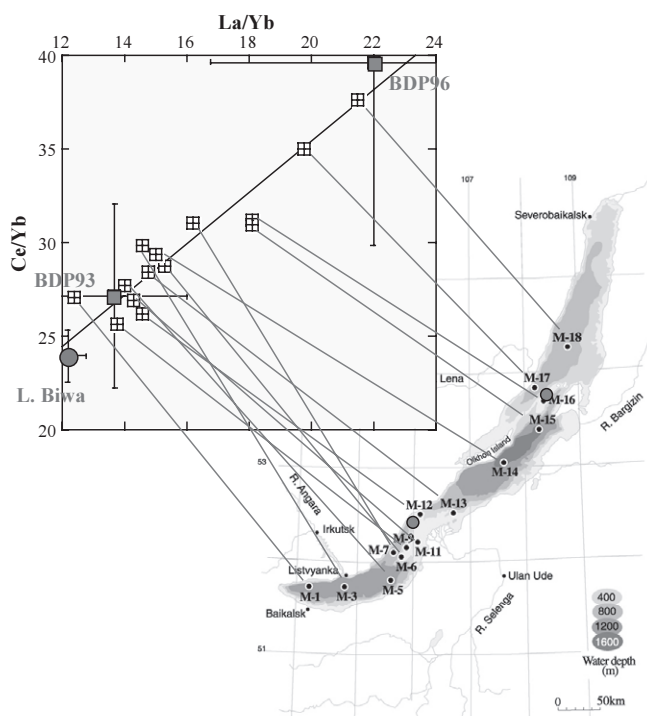 La/Yb
12 14 16 18 20 22 24
40
BDP96
35
Ce/Yb
30
BDP93
25
L. Biwa
20
107
109
Severobaikalsk
M-18
Lena
M-17
M-16
R. Bargizin
M-15
Olkhon Island
M-14
53
R. Angara
M-12
M-13
Irkutsk
M-9
M-7
M-11
M-6
Listvyanka
M-1
M-3
M-5
Ulan Ude
Baikalsk
R. Selenga
400
800
1200
1600
51
Water depth
(m)
0 50km